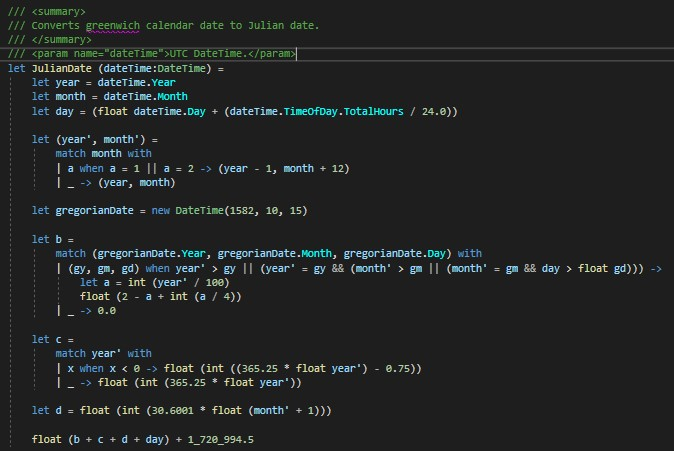 /// <summary>
/// Converts greenwich calendar date to Julian date.
/// </summary>
/// <param name="dateTime">UTC DateTime.</param>
let JulianDate (dateTime:DateTime) =
    let year = dateTime.Year
    let month = dateTime.Month
    let day = (float dateTime.Day + (dateTime.TimeOfDay.TotalHours / 24.0))

    let (year', month') =
        match month with
        | a when a = 1 || a = 2 -> (year - 1, month + 12)
        | _ -> (year, month)

    let gregorianDate = new DateTime(1582, 10, 15)

    let b =
        match (gregorianDate.Year, gregorianDate.Month, gregorianDate.Day) with
        | (gy, gm, gd) when year' > gy || (year' = gy && (month' > gm || (month' = gm && day > float gd))) ->
            let a = int (year' / 100)
            float (2 - a + int (a / 4))
        | _ -> 0.0

    let c =
        match year' with
        | x when x < 0 -> float (int ((365.25 * float year') - 0.75))
        | _ -> float (int (365.25 * float year'))

    let d = float (int (30.6001 * float (month' + 1)))

    float (b + c + d + day) + 1_720_994.5